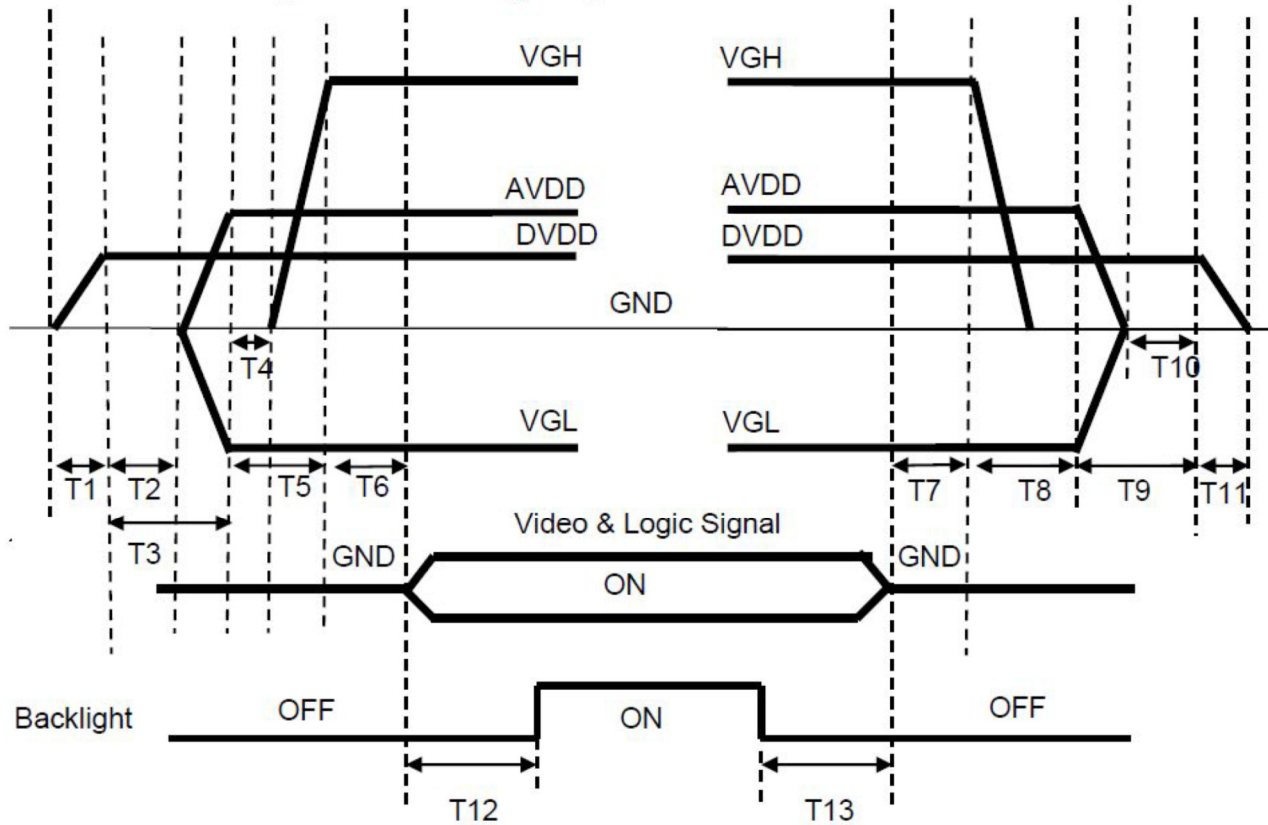 VGH
VGH
AVDD
AVDD
DVDD
DVDD
GND
T4
T10
VGL
VGL
T1
T2
T5
T6
T7
T8
T9
T11
T3
Video & Logic Signal
GND
ON
GND
Backlight
OFF
ON
OFF
T12
T13